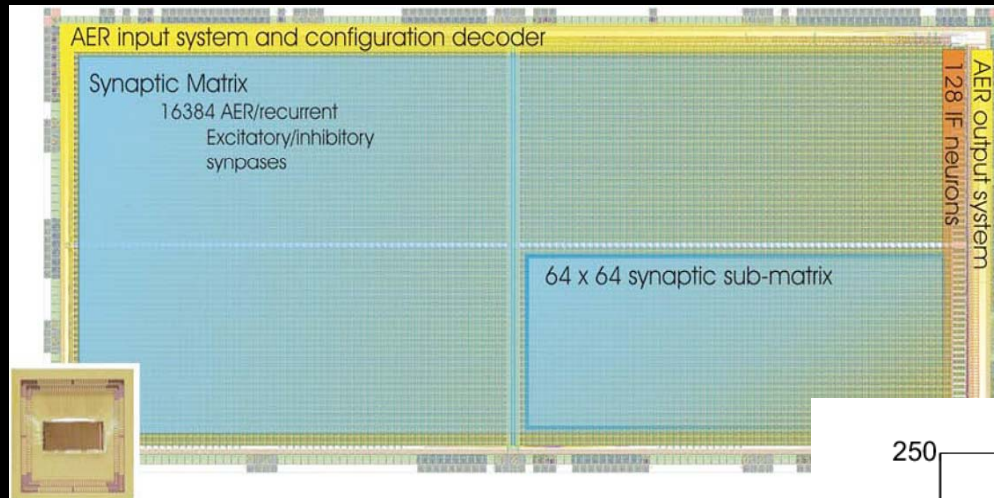 AER input system and configuration decoder
Synaptic Matrix
16384 AER/recurrent
Excitatory/inhibitory
synpases
128 IF neurons
AER output system
64 x 64 synaptic sub-matrix
250